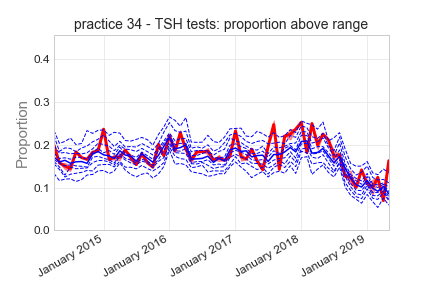 practice 34 - TSH tests: proportion above range
Proportion
0.4
0.3
0.2
0.1
0.0
January 2015
January 2016
January 2017
January 2018
January 2019